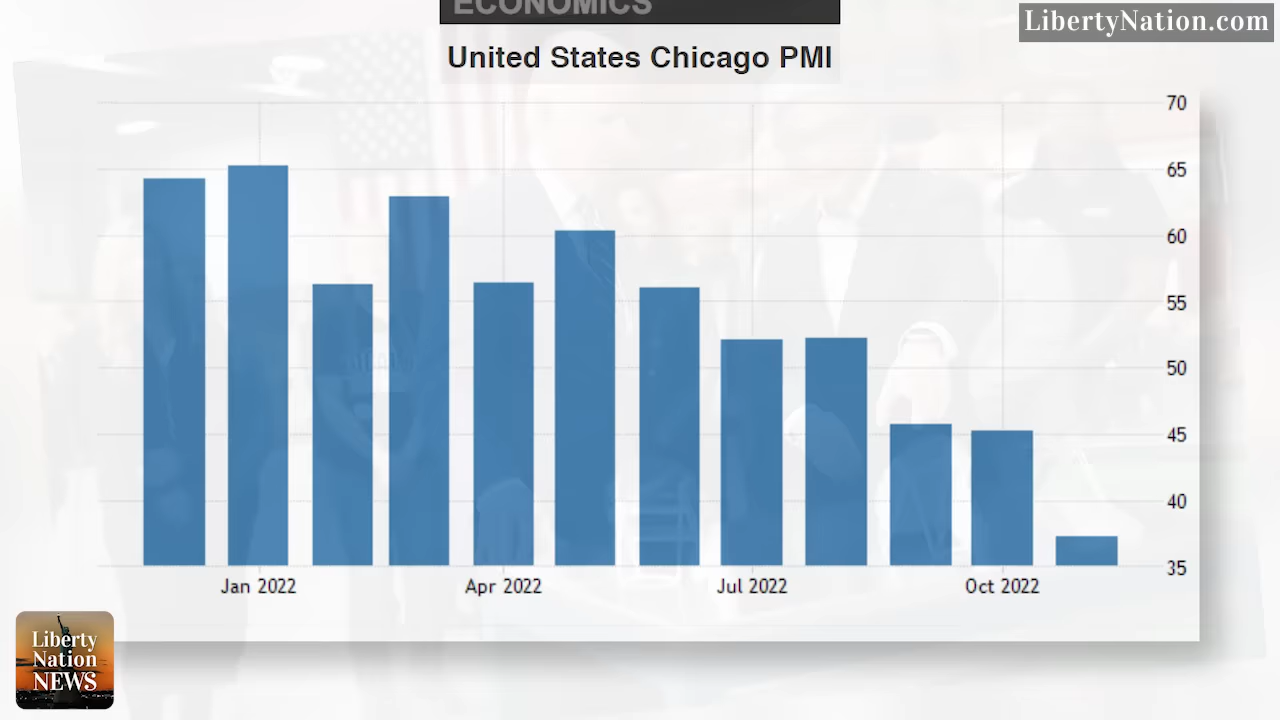 ECONOMICS
LibertyNation.com
United States Chicago PMI
70
65
60
55
50
45
40
35
Jan 2022
Apr 2022
Jul 2022
Oct 2022
Liberty
Nation
NEWS